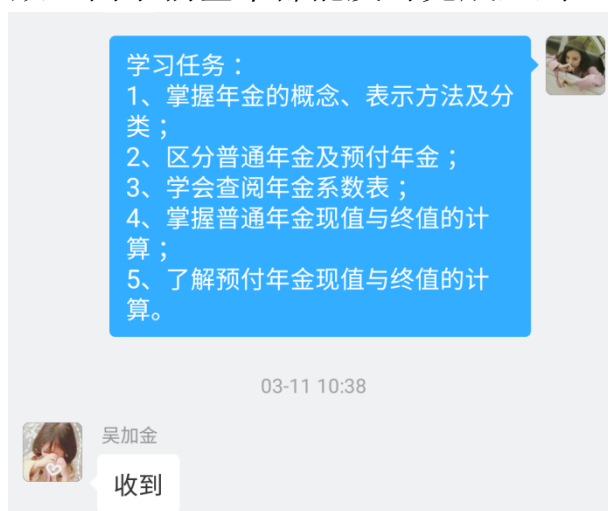 学习任务：
1、掌握年金的概念、表示方法及分
类；
2、区分普通年金及预付年金；
3、学会查阅年金系数表；
4、掌握普通年金现值与终值的计
算；
5、了解预付年金现值与终值的计
算。
03-11 10:38
吴加金
收到